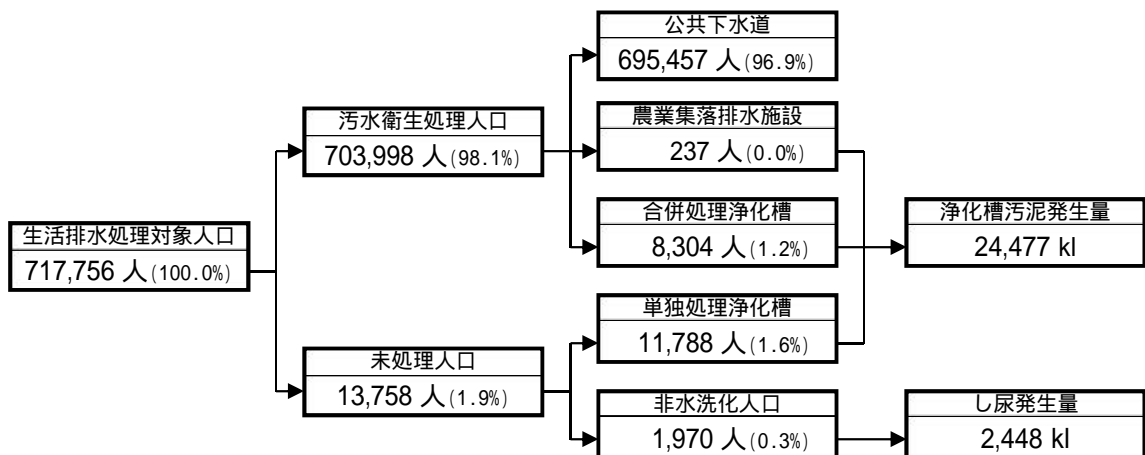 公共下水道
695,457 人(96.9%)
汚水衛生処理人口
703,998 人(98.1%)
農業集落排水施設
237 人(0.0%)
生活排水処理対象人口
717,756 人(100.0%)
合併処理浄化槽
8,304 人(1.2%)
浄化槽汚泥発生量
24,477 kl
未処理人口
13,758 人(1.9%)
単独処理浄化槽
11,788 人(1.6%)
非水洗化人口
1,970 人(0.3%)
し尿発生量
2,448 kl